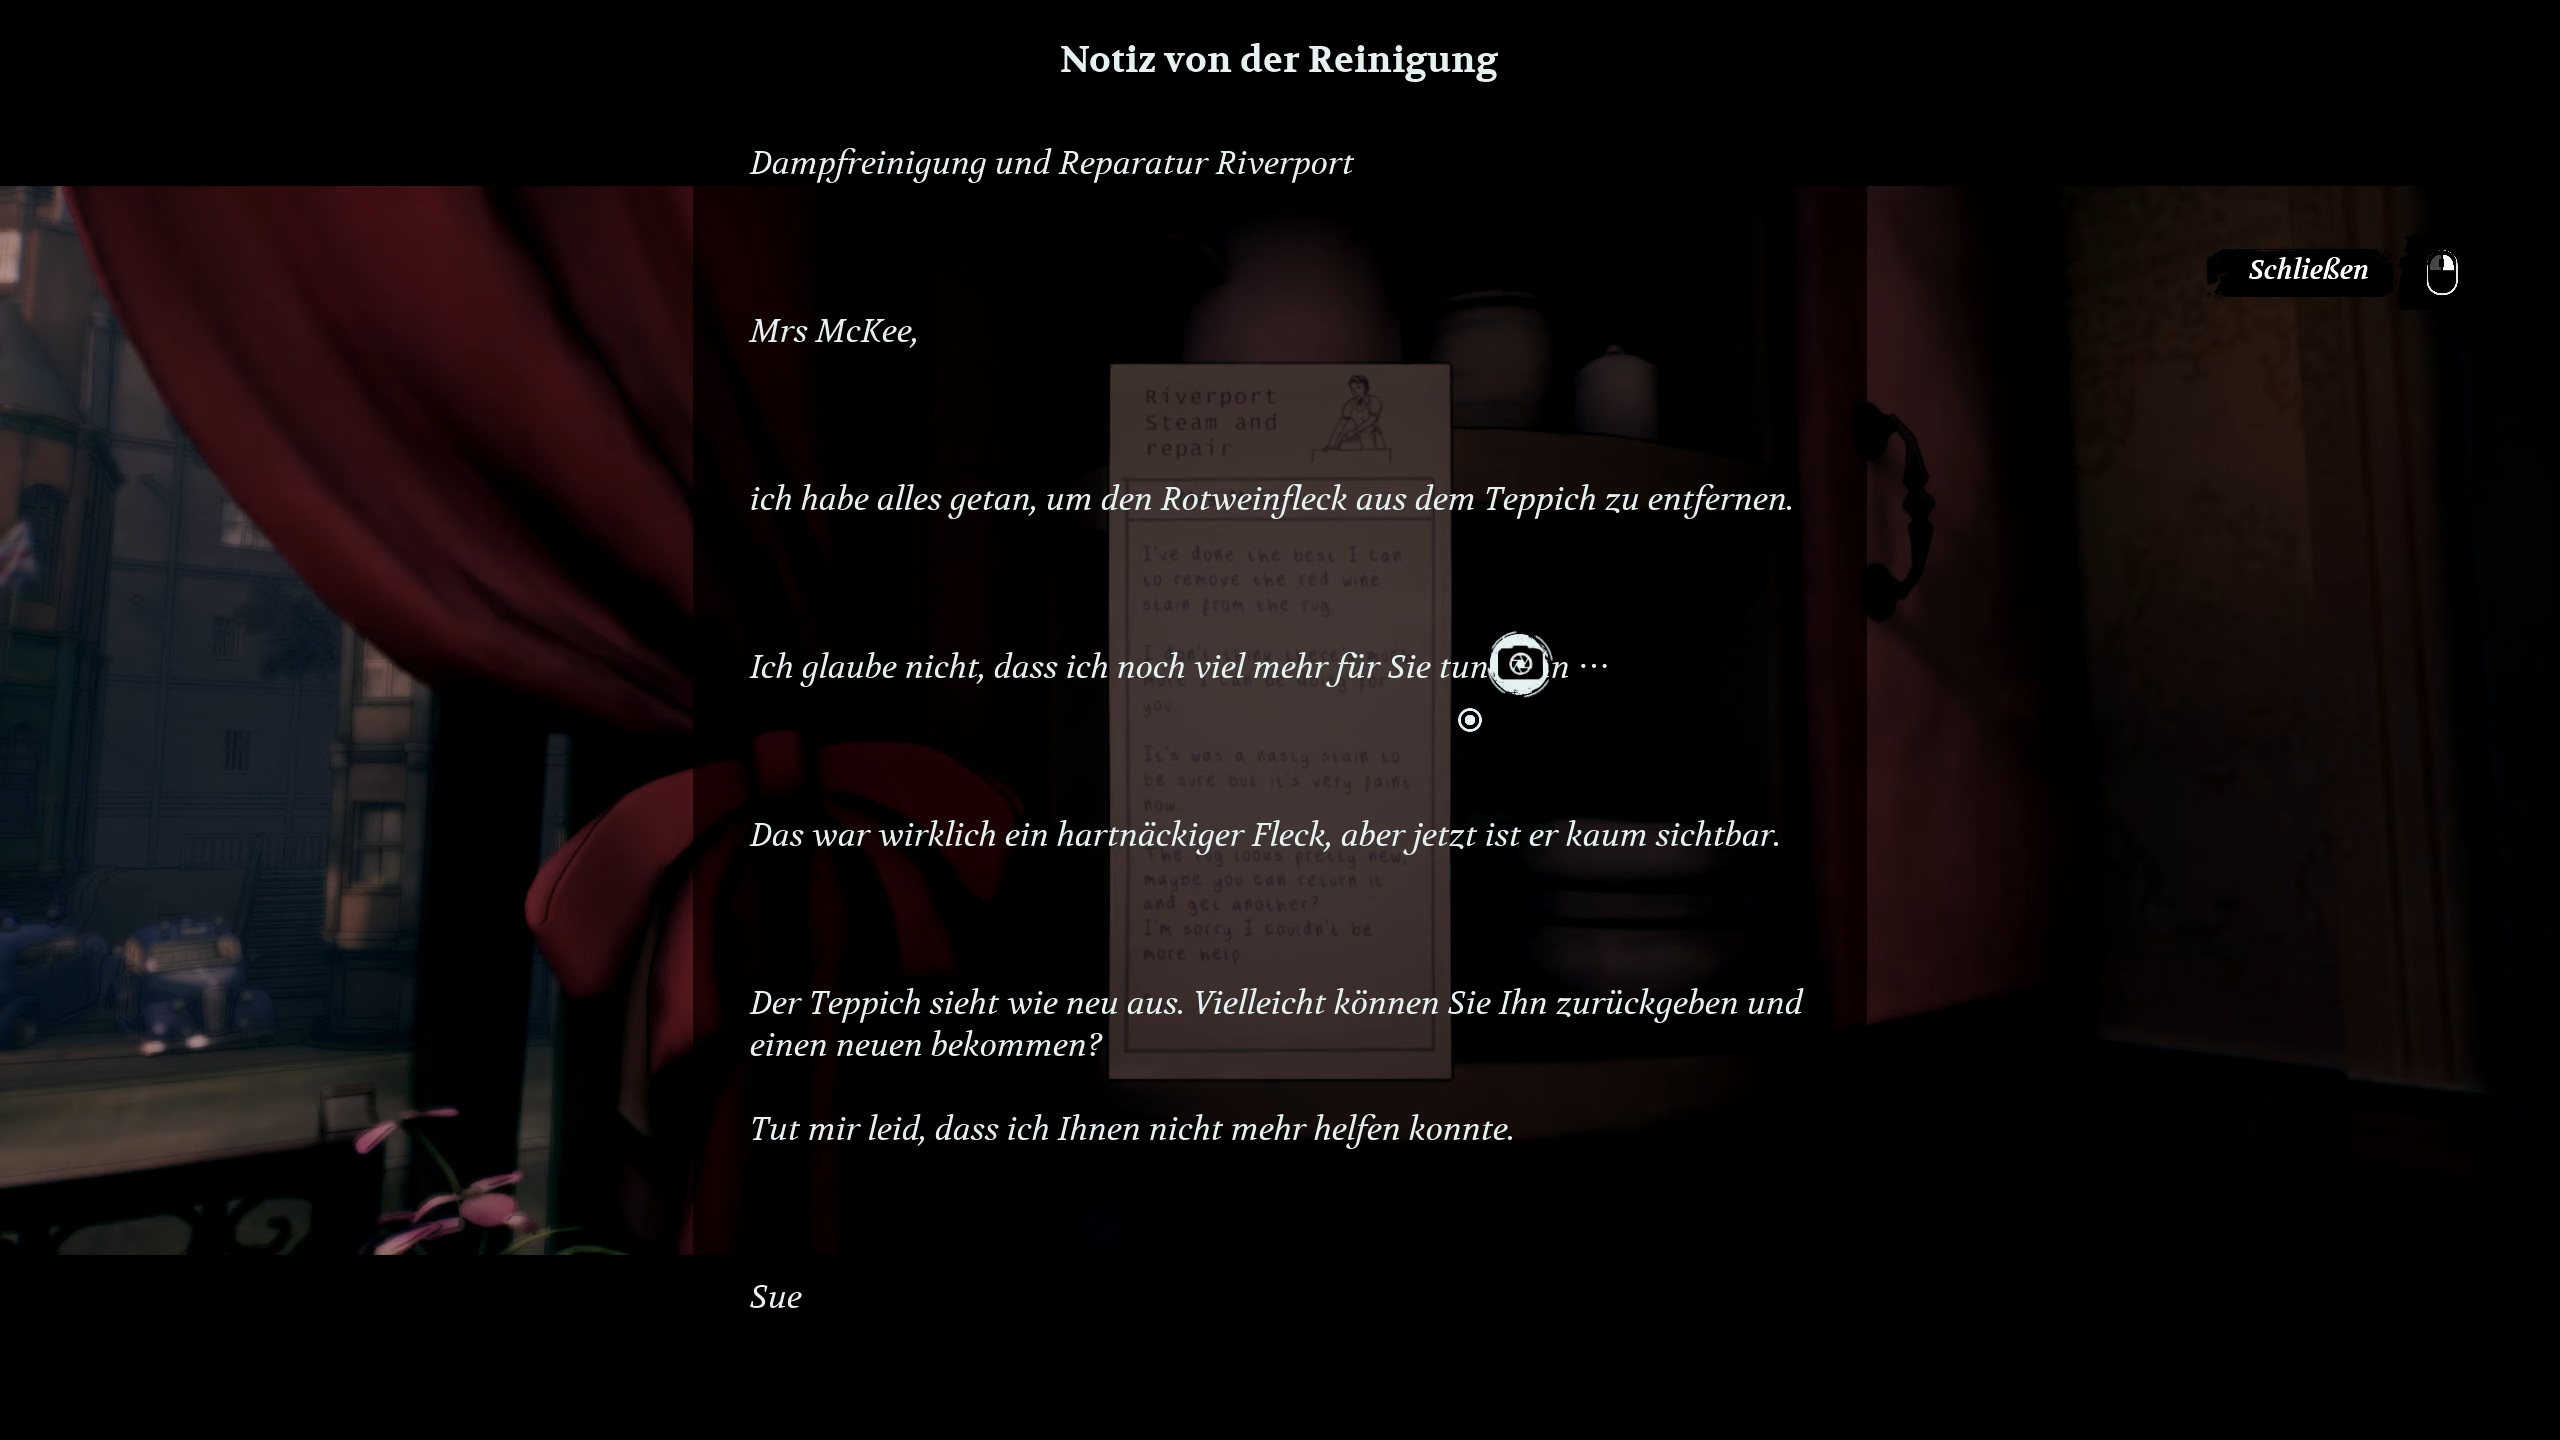 Notiz von der Reinigung
Dampfreinigung und Reparatur Riverport
Schließen
Mrs McKee,
ich habe alles getan, um den Rotweinfleck aus dem Teppich zu entfernen.
Ich glaube nicht, dass ich noch viel mehr für Sie tun ···
Das war wirklich ein hartnäckiger Fleck, aber jetzt ist er kaum sichtbar.
Der Teppich sieht wie neu aus. Vielleicht können Sie Ihn zurückgeben und
einen neuen bekommen?
Tut mir leid, dass ich Ihnen nicht mehr helfen konnte.
Sue
Riverport
Steam and
repair
I've done the best I can
to remove the red wine
stain from the rug.
you.
It's was a nasty stain to
be sure but it's very faint
now.
The rug looks pretty new,
maybe you can return it
and get another?
I'm sorry I couldn't be
more help